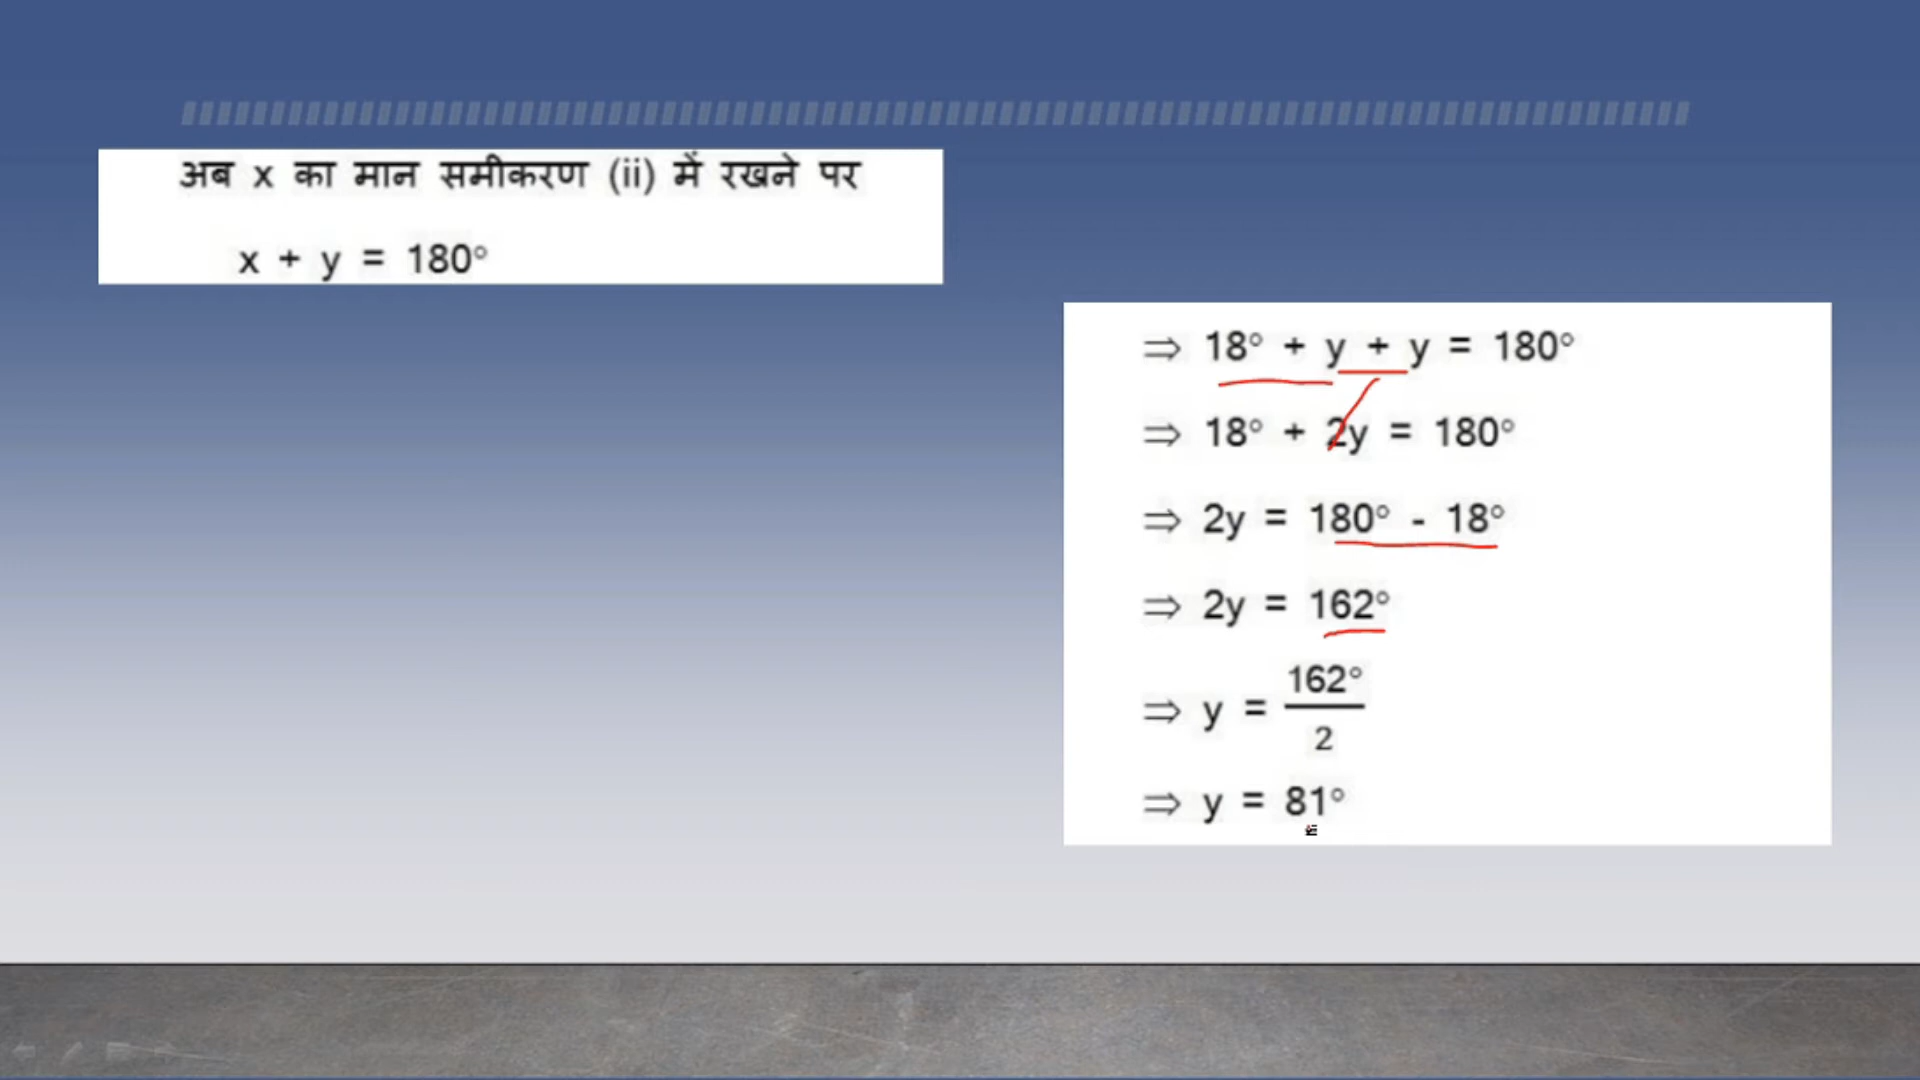 अब x का मान समीकरण (ii) में रखने पर
x + y = 180°
⇒ 18° + y + y = 180°
⇒ 18° + 2y = 180°
⇒ 2y = 180° - 18°
⇒ 2y = 162°
⇒ y = 162° / 2
⇒ y = 81°